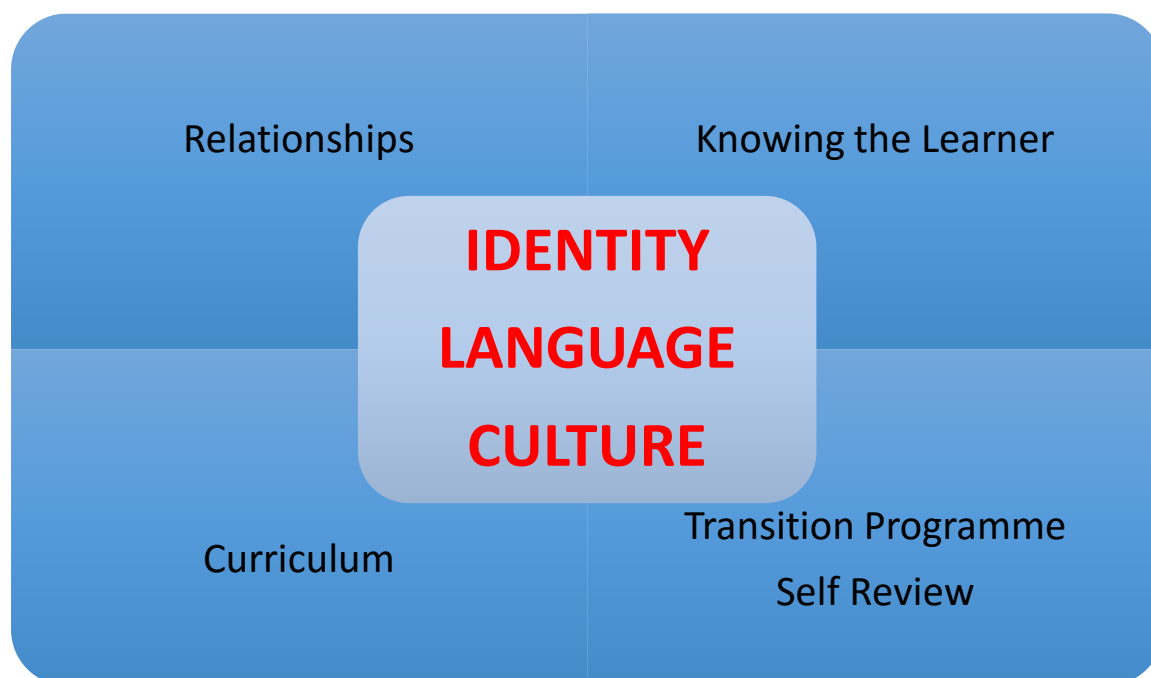 Relationships
Knowing the Learner
IDENTITY
LANGUAGE
CULTURE
Curriculum
Transition Programme
Self Review